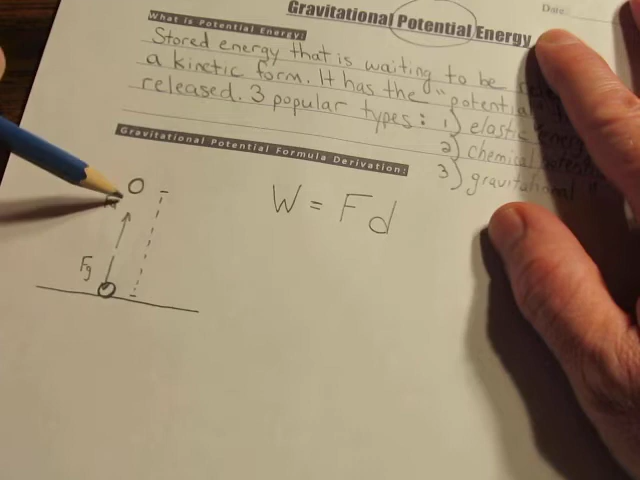 Gravitational Potential Energy
Date
What is Potential Energy?
Stored energy that is waiting to be
a kinetic form. It has the "potential"
released. 3 popular types: 1) elastic energy
2) chemical
3) gravitational "
Gravitational Potential Formula Derivation:
W = Fd
Fg